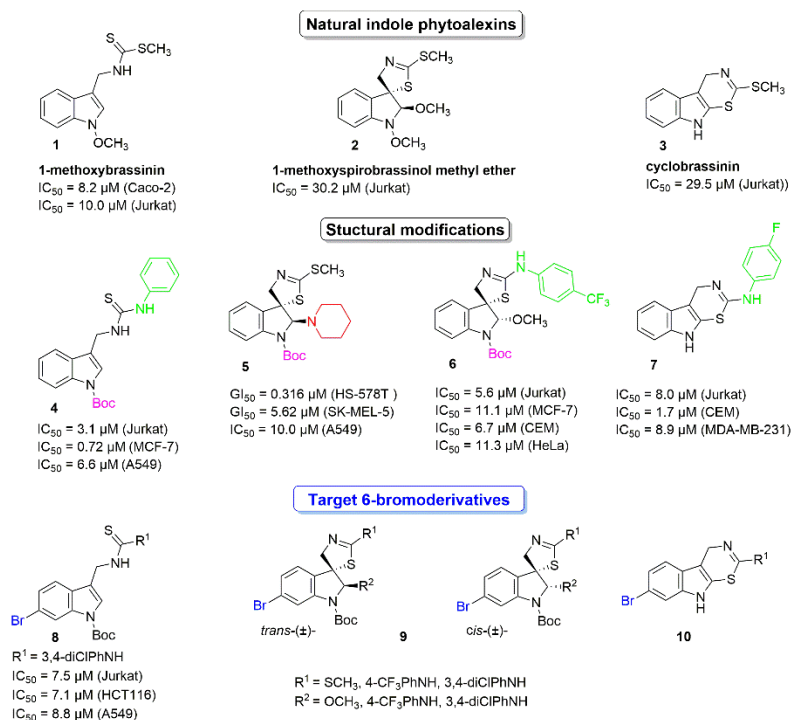 Natural indole phytoalexins
S
S CH3
NH
N
OCH3
1
1-methoxybrassinin
IC50 = 8.2 µM (Caco-2)
IC50 = 10.0 µM (Jurkat)
SCH3
N
S
OCH3
N
OCH3
2
1-methoxyspirobrassinol methyl ether
IC50 = 30.2 µM (Jurkat)
N
SCH3
S
N
H
3
cyclobrassinin
IC50 = 29.5 µM (Jurkat))
Stuctural modifications
S
NH
NH
N
Boc
4
IC50 = 3.1 µM (Jurkat)
IC50 = 0.72 µM (MCF-7)
IC50 = 6.6 µM (A549)
SCH3
N
S
N
N
Boc
5
GI50 = 0.316 µM (HS-578T )
GI50 = 5.62 µM (SK-MEL-5)
IC50 = 10.0 µM (A549)
NH
N
S
CF3
OCH3
N
Boc
6
IC50 = 5.6 µM (Jurkat)
IC50 = 11.1 µM (MCF-7)
IC50 = 6.7 µM (CEM)
IC50 = 11.3 µM (HeLa)
F
N
NH
S
N
H
7
IC50 = 8.0 µM (Jurkat)
IC50 = 1.7 µM (CEM)
IC50 = 8.9 µM (MDA-MB-231)
Target 6-bromoderivatives
S
R1
NH
Br
N
Boc
8
R1 = 3,4-diClPhNH
IC50 = 7.5 µM (Jurkat)
IC50 = 7.1 µM (HCT116)
IC50 = 8.8 µM (A549)
R1
N
S
R2
Br
N
Boc
trans-(±)-
9
R1
N
S
R2
Br
N
Boc
cis-(±)-
R1 = SCH3, 4-CF3PhNH, 3,4-diClPhNH
R2 = OCH3, 4-CF3PhNH, 3,4-diClPhNH
N
R1
S
Br
N
H
10